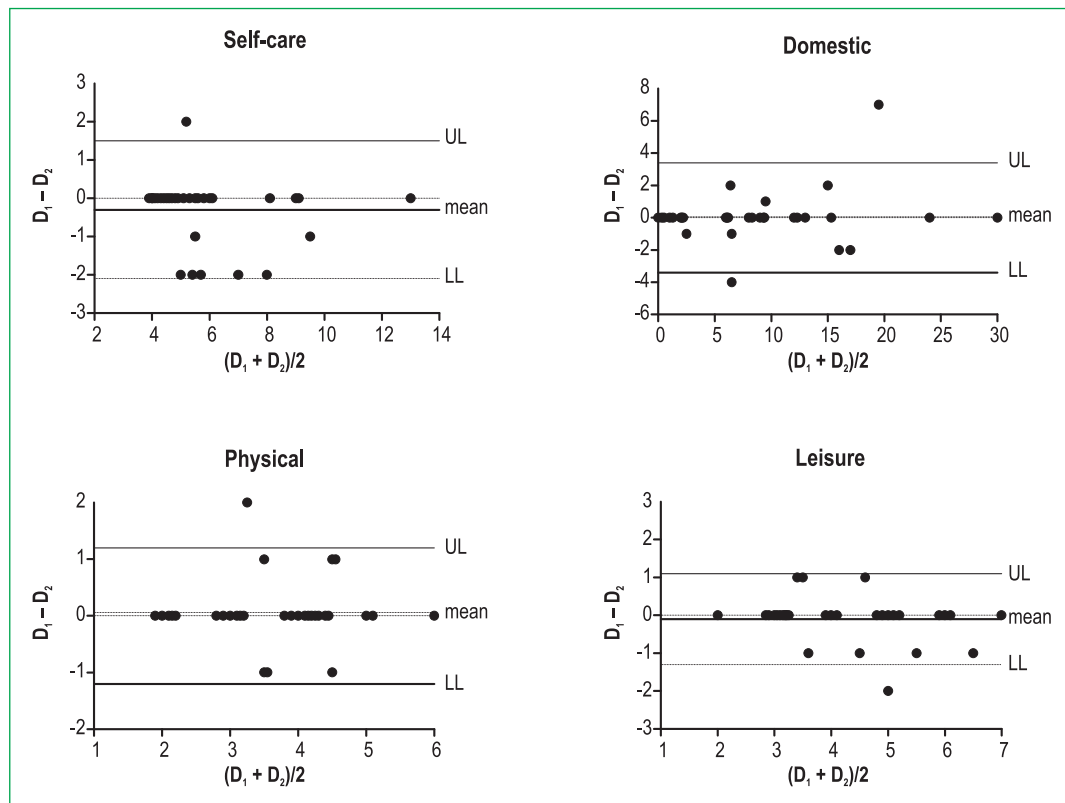 Self-care
3
2
1
0
-1
-2
-3
D₁ – D₂
UL
mean
LL
2 4 6 8 10 12 14
(D₁ + D₂)/2
Domestic
8
6
4
2
0
-2
-4
-6
D₁ – D₂
UL
mean
LL
0 5 10 15 20 25 30
(D₁ + D₂)/2
Physical
2
1
0
-1
-2
D₁ – D₂
UL
mean
LL
1 2 3 4 5 6
(D₁ + D₂)/2
Leisure
3
2
1
0
-1
-2
-3
D₁ – D₂
UL
mean
LL
1 2 3 4 5 6 7
(D₁ + D₂)/2